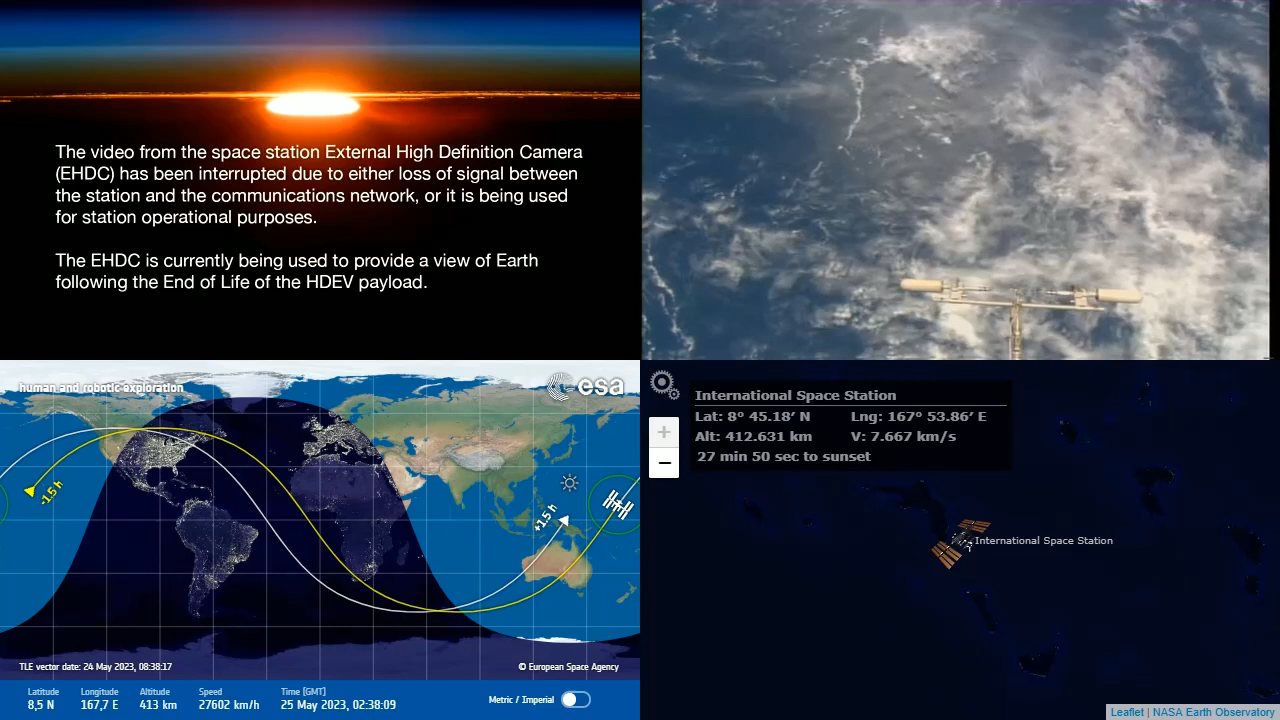 The video from the space station External High Definition Camera
(EHDC) has been interrupted due to either loss of signal between
the station and the communications network, or it is being used
for station operational purposes.
The EHDC is currently being used to provide a view of Earth
following the End of Life of the HDEV payload.
human and robotic exploration
esa
-1.5 h
+1.5 h
TLE vector date: 24 May 2023, 08:38:17
© European Space Agency
Latitude Longitude Altitude Speed Time [GMT]
8,5 N 167,7 E 413 km 27602 km/h 25 May 2023, 02:38:09
Metric / Imperial
International Space Station
Lat: 8° 45.18′ N Lng: 167° 53.86′ E
Alt: 412.631 km V: 7.667 km/s
27 min 50 sec to sunset
+
−
International Space Station
Leaflet | NASA Earth Observatory